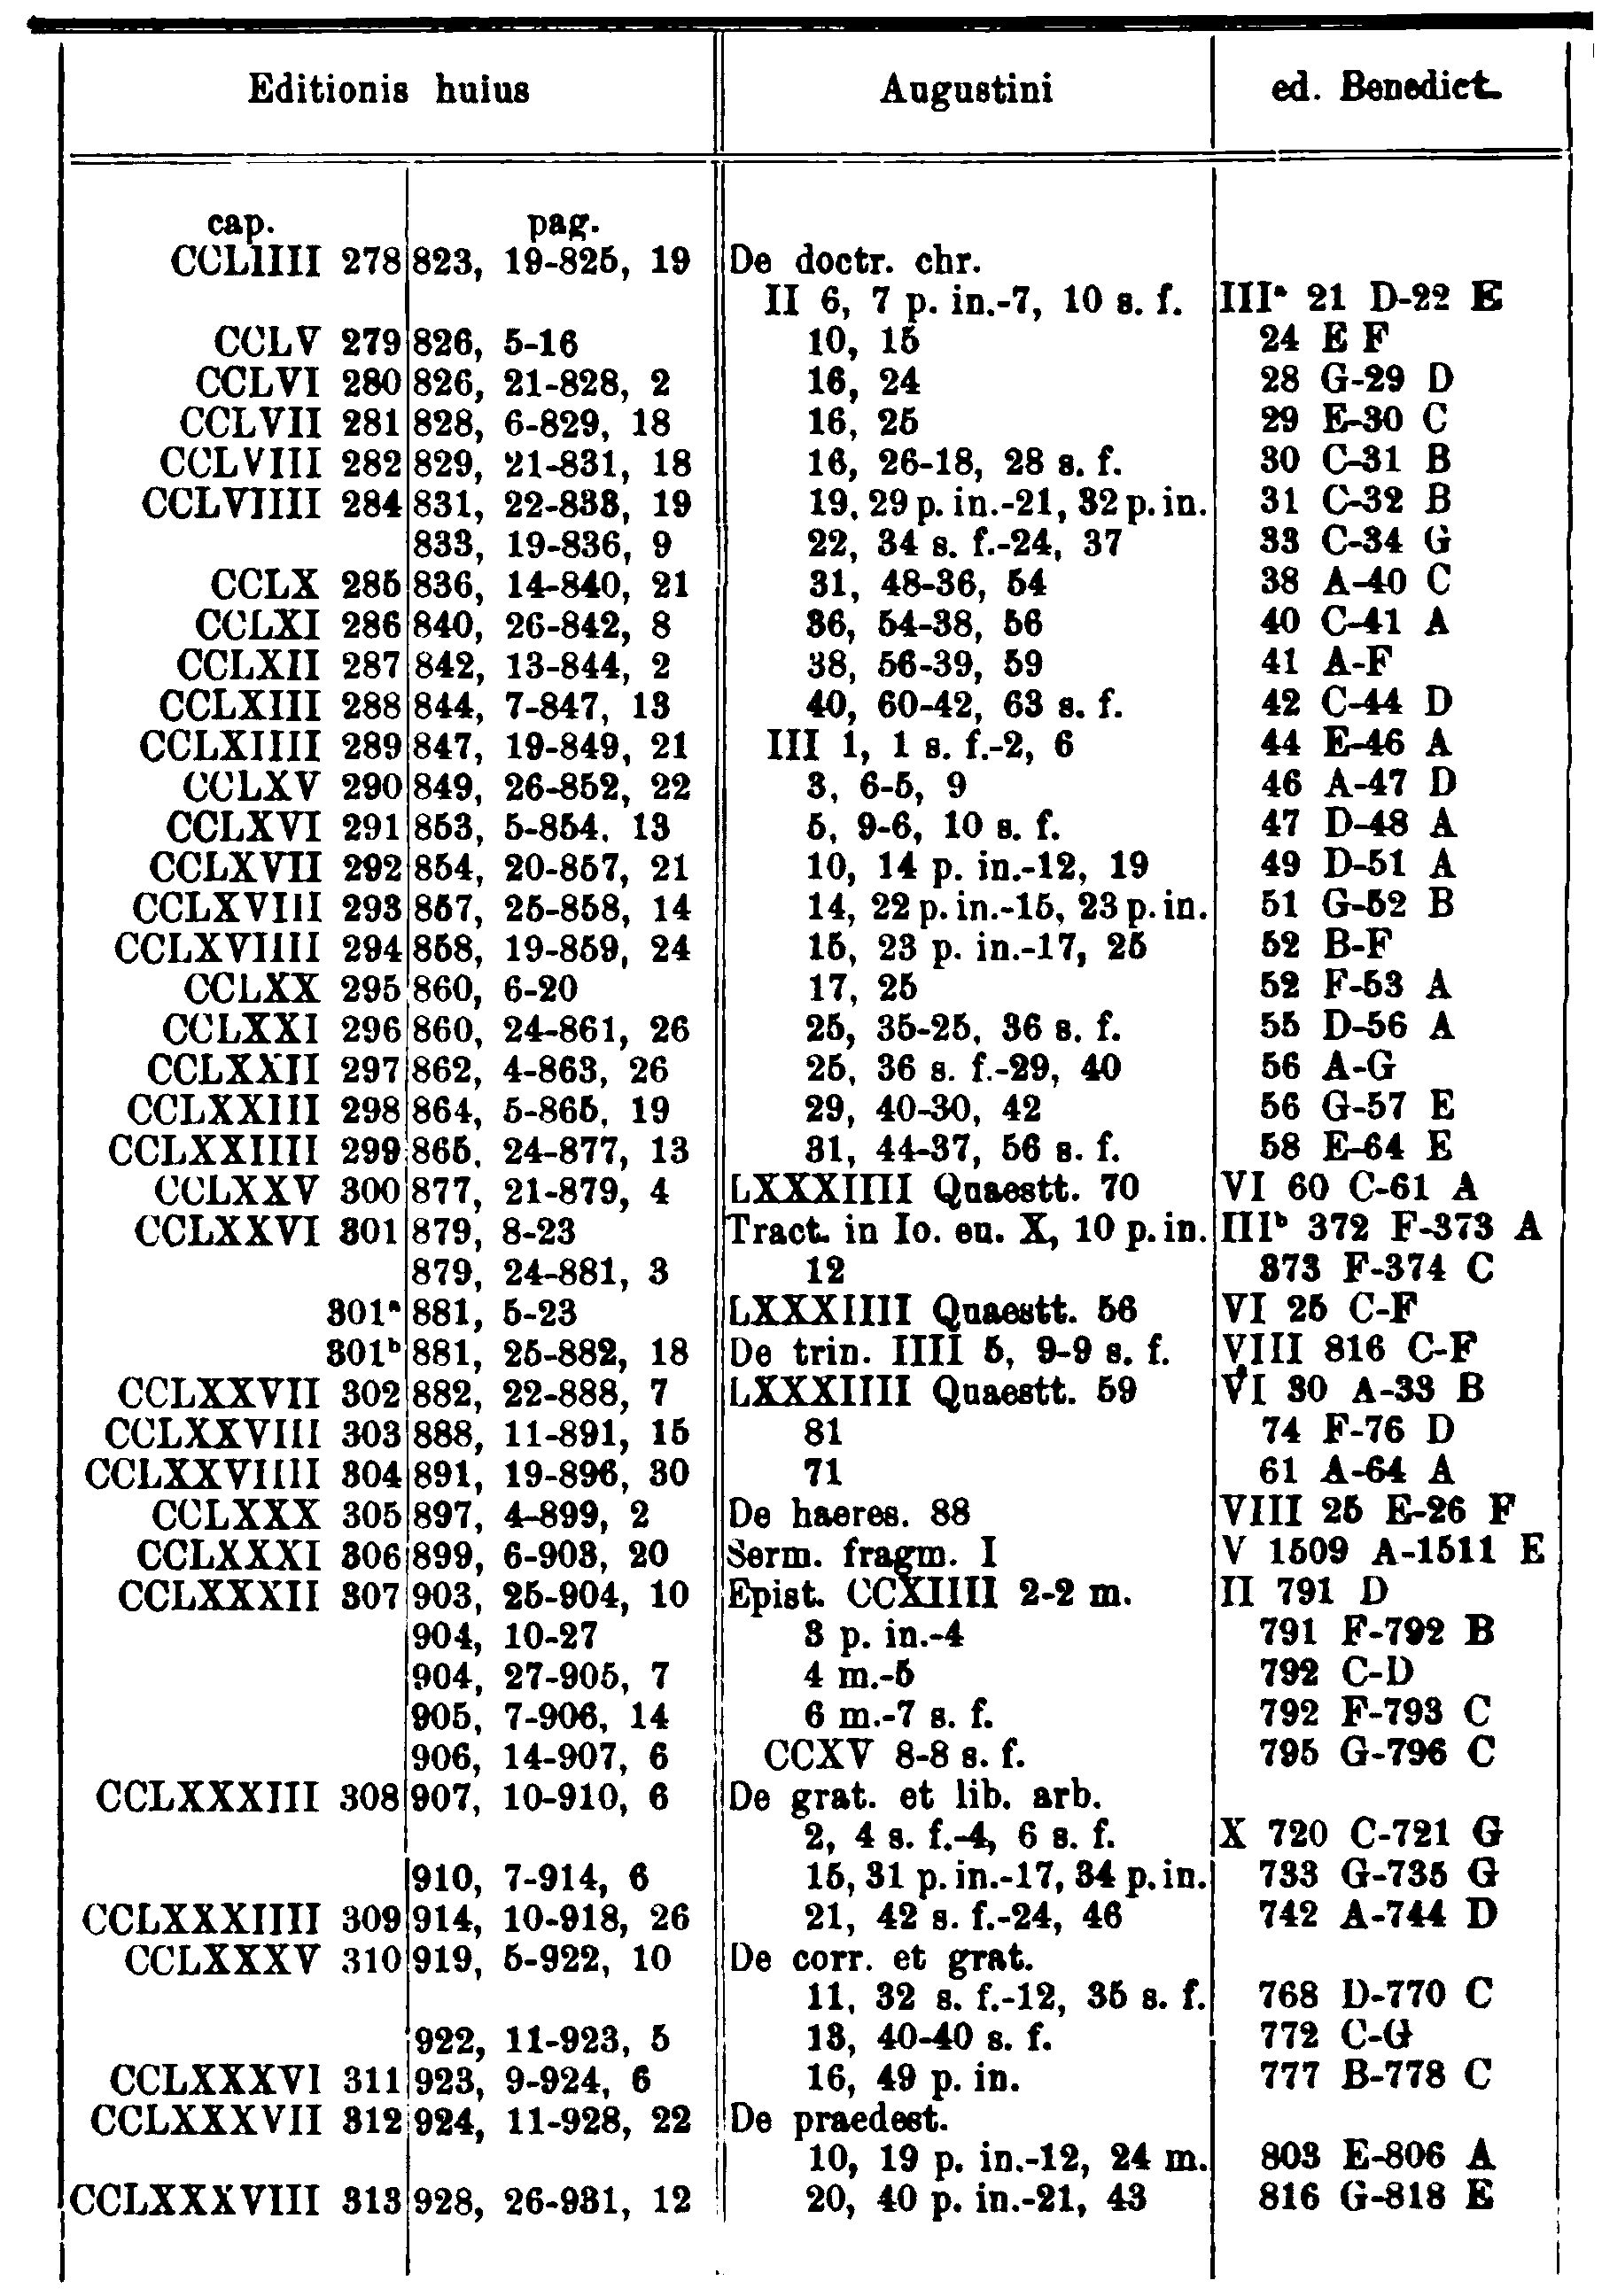 Editionis huius Augustini ed. Benedict.
cap. pag.
CCLIIII 278 823, 19-825, 19 De doctr. chr.
II 6, 7 p. in.-7, 10 s. f. IIIª 21 D-22 E
CCLV 279 826, 5-16 10, 15 24 E F
CCLVI 280 826, 21-828, 2 16, 24 28 G-29 D
CCLVII 281 828, 6-829, 18 16, 25 29 E-30 C
CCLVIII 282 829, 21-831, 18 16, 26-18, 28 s. f. 30 C-31 B
CCLVIIII 284 831, 22-833, 19 19, 29 p. in.-21, 32 p. in. 31 C-32 B
833, 19-836, 9 22, 34 s. f.-24, 37 33 C-34 G
CCLX 285 836, 14-840, 21 31, 48-36, 54 38 A-40 C
CCLXI 286 840, 26-842, 8 36, 54-38, 56 40 C-41 A
CCLXII 287 842, 13-844, 2 38, 56-39, 59 41 A-F
CCLXIII 288 844, 7-847, 13 40, 60-42, 63 s. f. 42 C-44 D
CCLXIIII 289 847, 19-849, 21 III 1, 1 s. f.-2, 6 44 E-46 A
CCLXV 290 849, 26-852, 22 3, 6-5, 9 46 A-47 D
CCLXVI 291 853, 5-854, 13 5, 9-6, 10 s. f. 47 D-48 A
CCLXVII 292 854, 20-857, 21 10, 14 p. in.-12, 19 49 D-51 A
CCLXVIII 293 857, 25-858, 14 14, 22 p. in.-15, 23 p. in. 51 G-52 B
CCLXVIIII 294 858, 19-859, 24 15, 23 p. in.-17, 25 52 B-F
CCLXX 295 860, 6-20 17, 25 52 F-53 A
CCLXXI 296 860, 24-861, 26 25, 35-25, 36 s. f. 55 D-56 A
CCLXXII 297 862, 4-863, 26 25, 36 s. f.-29, 40 56 A-G
CCLXXIII 298 864, 5-865, 19 29, 40-30, 42 56 G-57 E
CCLXXIIII 299 865, 24-877, 13 31, 44-37, 56 s. f. 58 E-64 E
CCLXXV 300 877, 21-879, 4 LXXXIIII Quaestt. 70 VI 60 C-61 A
CCLXXVI 301 879, 8-23 Tract. in Io. eu. X, 10 p. in. IIIᵇ 372 F-373 A
879, 24-881, 3 12 373 F-374 C
301ª 881, 5-23 LXXXIIII Quaestt. 56 VI 25 C-F
301ᵇ 881, 25-882, 18 De trin. IIII 5, 9-9 s. f. VIII 816 C-F
CCLXXVII 302 882, 22-888, 7 LXXXIIII Quaestt. 59 VI 30 A-33 B
CCLXXVIII 303 888, 11-891, 15 81 74 F-76 D
CCLXXVIIII 304 891, 19-896, 30 71 61 A-64 A
CCLXXX 305 897, 4-899, 2 De haeres. 88 VIII 25 E-26 F
CCLXXXI 306 899, 6-903, 20 Serm. fragm. I V 1509 A-1511 E
CCLXXXII 307 903, 25-904, 10 Epist. CCXIIII 2-2 m. II 791 D
904, 10-27 3 p. in.-4 791 F-792 B
904, 27-905, 7 4 m.-5 792 C-D
905, 7-906, 14 6 m.-7 s. f. 792 F-793 C
906, 14-907, 6 CCXV 8-8 s. f. 795 G-796 C
CCLXXXIII 308 907, 10-910, 6 De grat. et lib. arb.
2, 4 s. f.-4, 6 s. f. X 720 C-721 G
910, 7-914, 6 15, 31 p. in.-17, 34 p. in. 733 G-735 G
CCLXXXIIII 309 914, 10-918, 26 21, 42 s. f.-24, 46 742 A-744 D
CCLXXXV 310 919, 5-922, 10 De corr. et grat.
11, 32 s. f.-12, 35 s. f. 768 D-770 C
922, 11-923, 5 13, 40-40 s. f. 772 C-G
CCLXXXVI 311 923, 9-924, 6 16, 49 p. in. 777 B-778 C
CCLXXXVII 312 924, 11-928, 22 De praedest.
10, 19 p. in.-12, 24 m. 803 E-806 A
CCLXXXVIII 313 928, 26-931, 12 20, 40 p. in.-21, 43 816 G-818 E